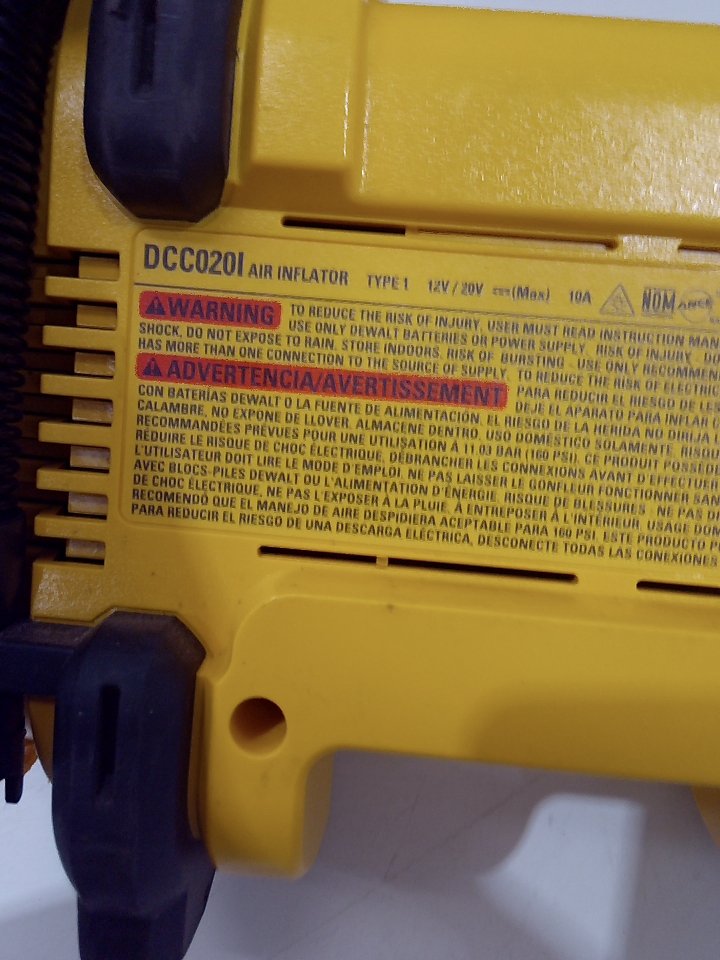 DCC020I AIR INFLATOR TYPE 1 12V / 20V (Max) 10A NOM
WARNING TO REDUCE THE RISK OF INJURY, USER MUST READ INSTRUCTION
USE ONLY DEWALT BATTERIES OR POWER SUPPLY. RISK OF INJURY.
SHOCK, DO NOT EXPOSE TO RAIN. STORE INDOORS. RISK OF BURSTING. USE ONLY
HAS MORE THAN ONE CONNECTION TO THE SOURCE OF SUPPLY, TO REDUCE THE RISK OF
ADVERTENCIA/AVERTISSEMENT PARA REDUCIR EL RIESGO DE
DEJE EL APARATO PARA INFLAR
CON BATERÍAS DEWALT O LA FUENTE DE ALIMENTACIÓN. EL RIESGO DE LA HERIDA NO DIRIJA
CALAMBRE, NO EXPONE DE LLOVER. ALMACENE DENTRO. USO DOMÉSTICO SOLAMENTE.
RECOMMANDÉES PRÉVUES POUR UNE UTILISATION À 11.03 BAR (160 PSI). CE PRODUIT
RÉDUIRE LE RISQUE DE CHOC ÉLECTRIQUE, DÉBRANCHER LES CONNEXIONS AVANT
L'UTILISATEUR DOIT LIRE LE MODE D'EMPLOI. NE PAS LAISSER LE GONFLEUR FONCTIONNER
AVEC BLOCS-PILES DEWALT OU L'ALIMENTATION D'ÉNERGIE. RISQUE DE BLESSURES. NE PAS
DE CHOC ÉLECTRIQUE, NE PAS L'EXPOSER À LA PLUIE. À ENTREPOSER À L'INTÉRIEUR. USAGE
RECOMENDÓ QUE EL MANEJO DE AIRE DESPIDIERA ACEPTABLE PARA 160 PSI. ESTE PRODUCTO
PARA REDUCIR EL RIESGO DE UNA DESCARGA ELÉCTRICA, DESCONECTE TODAS LAS CONEXIONES